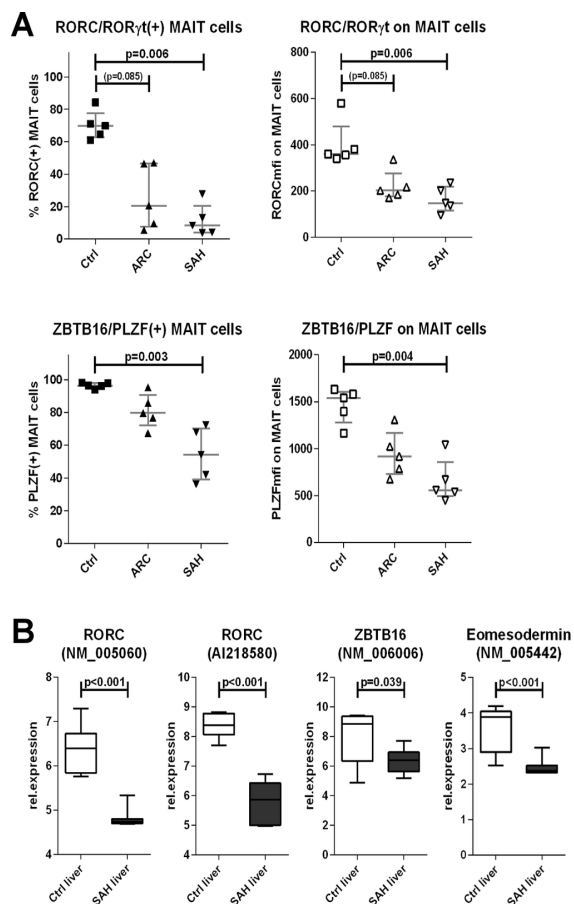 A
RORC/RORγt(+) MAIT cells
p=0.006
(p=0.085)
% RORC(+) MAIT cells
100
80
60
40
20
0
Ctrl
ARC
SAH
RORC/RORγt on MAIT cells
p=0.006
(p=0.085)
RORCmfi on MAIT cells
800
600
400
200
0
Ctrl
ARC
SAH
ZBTB16/PLZF(+) MAIT cells
p=0.003
% PLZF(+) MAIT cells
100
80
60
40
20
0
Ctrl
ARC
SAH
ZBTB16/PLZF on MAIT cells
p=0.004
PLZFmfi on MAIT cells
2000
1500
1000
500
0
Ctrl
ARC
SAH
B
RORC
(NM_005060)
p<0.001
rel.expression
8
7
6
5
4
Ctrl liver
SAH liver
RORC
(AI218580)
p<0.001
rel.expression
10
9
8
7
6
5
4
Ctrl liver
SAH liver
ZBTB16
(NM_006006)
p=0.039
rel.expression
12
10
8
6
4
2
0
Ctrl liver
SAH liver
Eomesodermin
(NM_005442)
p<0.001
rel.expression
5
4
3
2
1
0
Ctrl liver
SAH liver